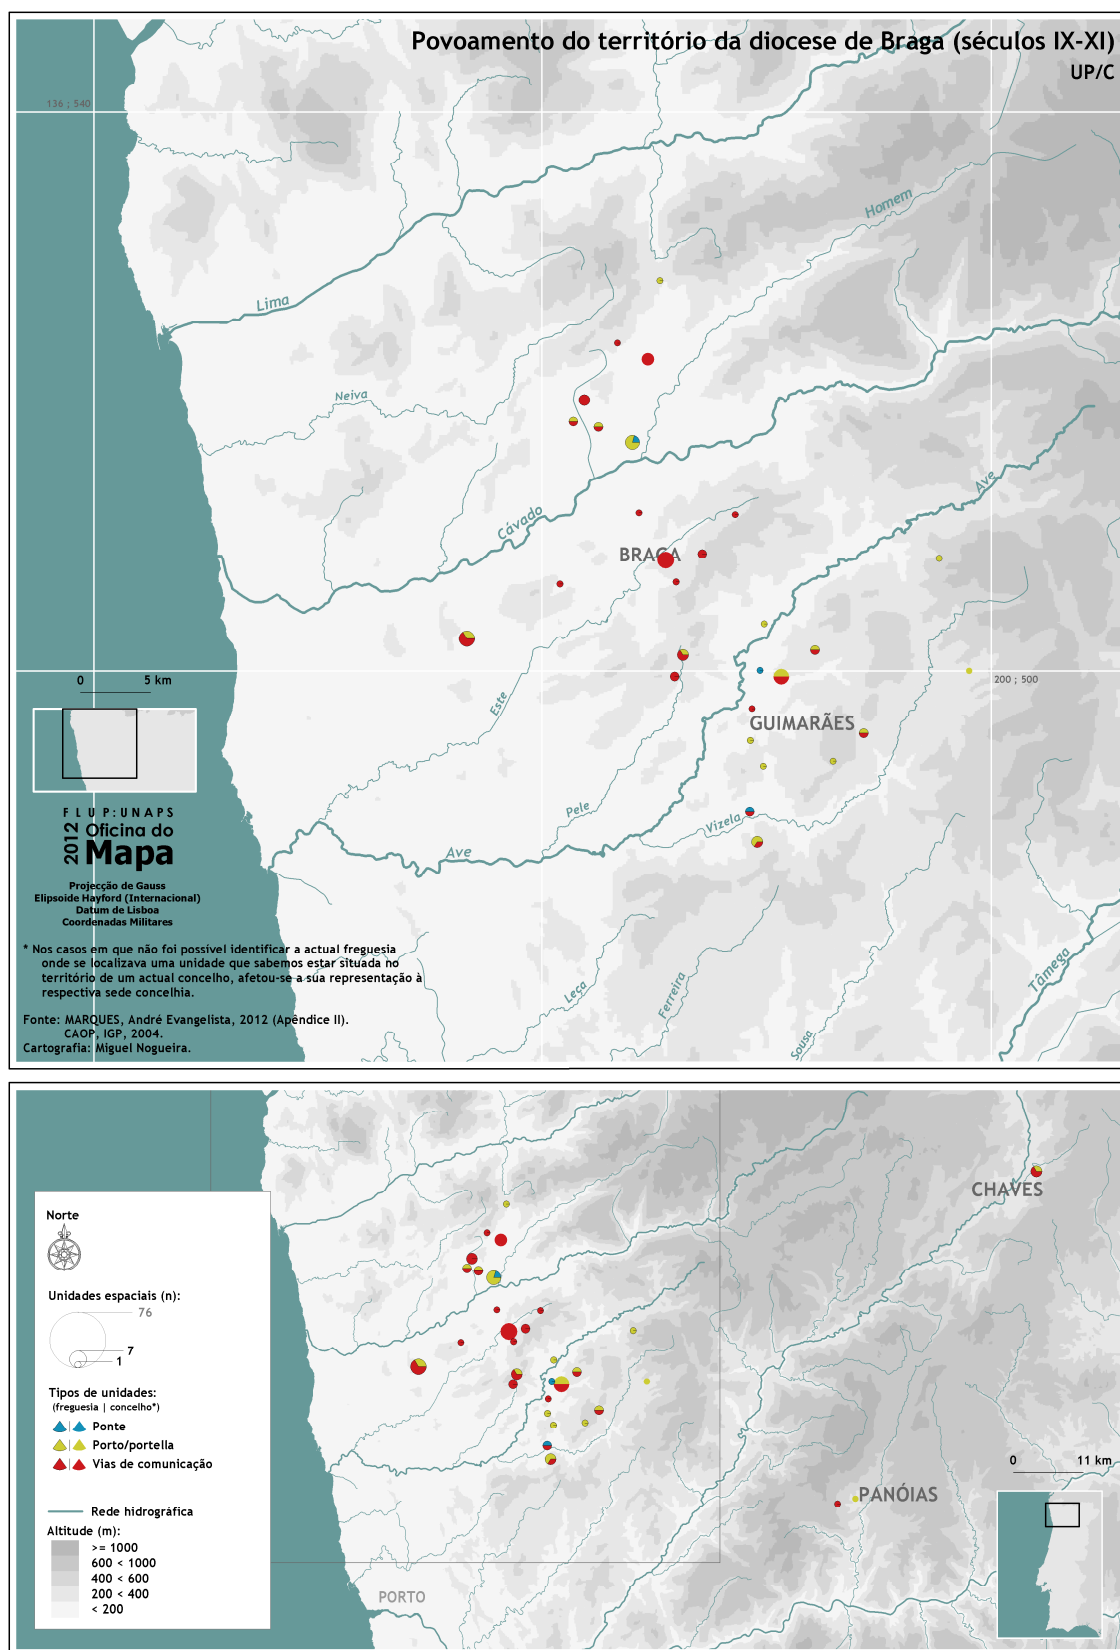 Povoamento do território da diocese de Braga (séculos IX-XI)
UP/C
136 ; 540
Homem
Lima
Neiva
Cávado
Ave
BRAGA
200 ; 500
0 5 km
Este
GUIMARÃES
Pele
Vizela
Ave
F L U P : U N A P S
2012 Oficina do
Mapa
Projecção de Gauss
Elipsoide Hayford (Internacional)
Datum de Lisboa
Coordenadas Militares
* Nos casos em que não foi possível identificar a actual freguesia
onde se localizava uma unidade que sabemos estar situada no
território de um actual concelho, afetou-se a sua representação à
respectiva sede concelhia.
Leça
Ferreira
Sousa
Tâmega
Fonte: MARQUES, André Evangelista, 2012 (Apêndice II).
CAOP, IGP, 2004.
Cartografia: Miguel Nogueira.
CHAVES
Norte
Unidades espaciais (n):
76
7
1
Tipos de unidades:
(freguesia | concelho*)
Ponte
Porto/portella
Vias de comunicação
0 11 km
PANÓIAS
Rede hidrográfica
Altitude (m):
>= 1000
600 < 1000
400 < 600
200 < 400
< 200
PORTO